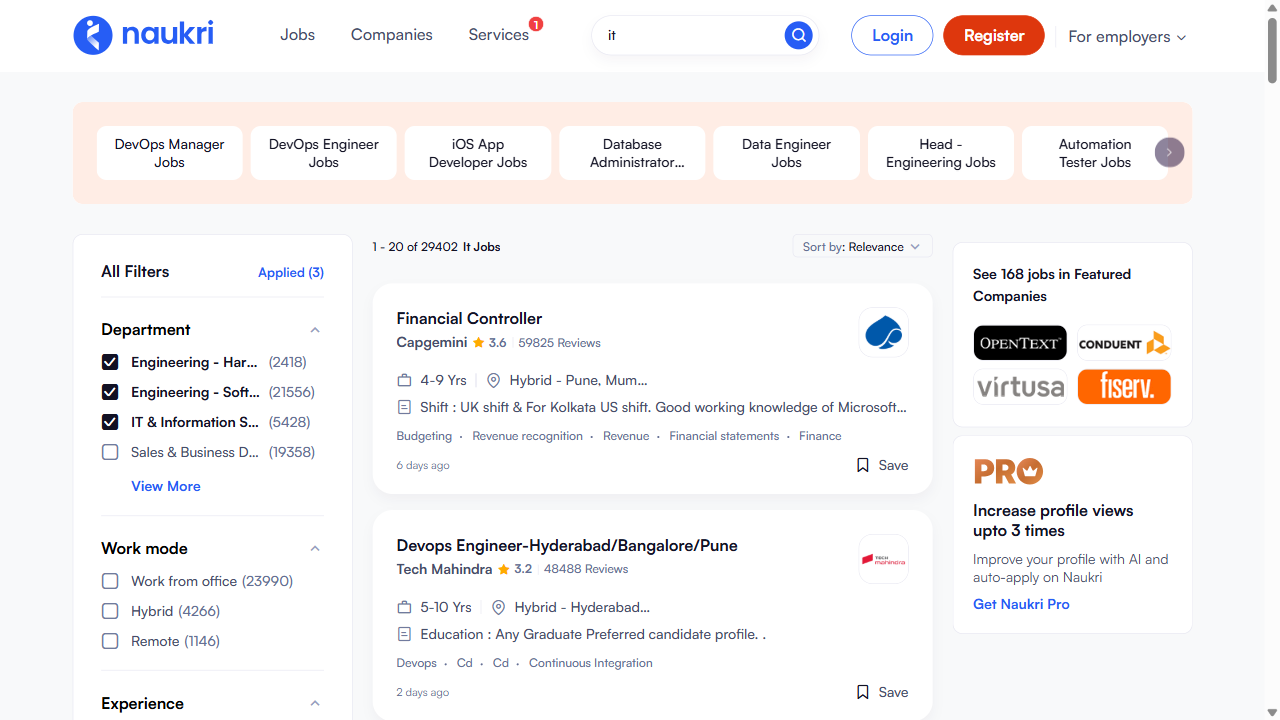 naukri
Jobs
Companies
Services
1
it
Login
Register
For employers
DevOps Manager
Jobs
DevOps Engineer
Jobs
iOS App
Developer Jobs
Database
Administrator...
Data Engineer
Jobs
Head -
Engineering Jobs
Automation
Tester Jobs
All Filters
Applied (3)
Department
Engineering - Har... (2418)
Engineering - Soft... (21556)
IT & Information S... (5428)
Sales & Business D... (19358)
View More
Work mode
Work from office (23990)
Hybrid (4266)
Remote (1146)
Experience
1 - 20 of 29402 It Jobs
Sort by: Relevance
Financial Controller
Capgemini 3.6 59825 Reviews
4-9 Yrs Hybrid - Pune, Mum...
Shift : UK shift & For Kolkata US shift. Good working knowledge of Microsoft...
Budgeting · Revenue recognition · Revenue · Financial statements · Finance
6 days ago
Save
Devops Engineer-Hyderabad/Bangalore/Pune
Tech Mahindra 3.2 48488 Reviews
TECH
mahindra
5-10 Yrs Hybrid - Hyderabad...
Education : Any Graduate Preferred candidate profile. .
Devops · Cd · Cd · Continuous Integration
2 days ago
Save
See 168 jobs in Featured
Companies
OPENTEXT
CONDUENT
virtusa
fiserv.
PRO
Increase profile views
upto 3 times
Improve your profile with AI and
auto-apply on Naukri
Get Naukri Pro